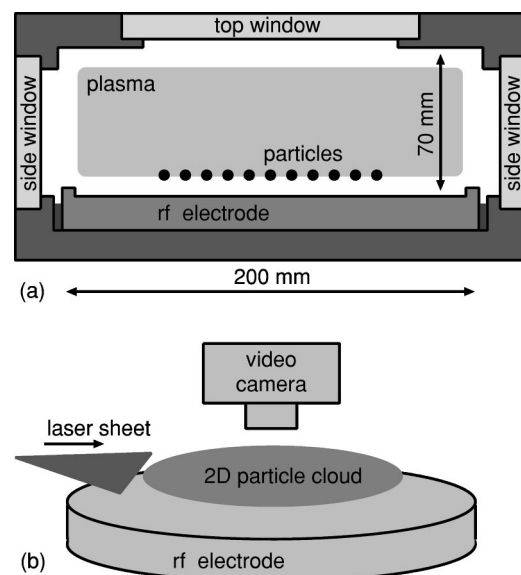 top window
side window
plasma
70 mm
side window
particles
rf electrode
200 mm
(a)
video
camera
laser sheet
2D particle cloud
rf electrode
(b)